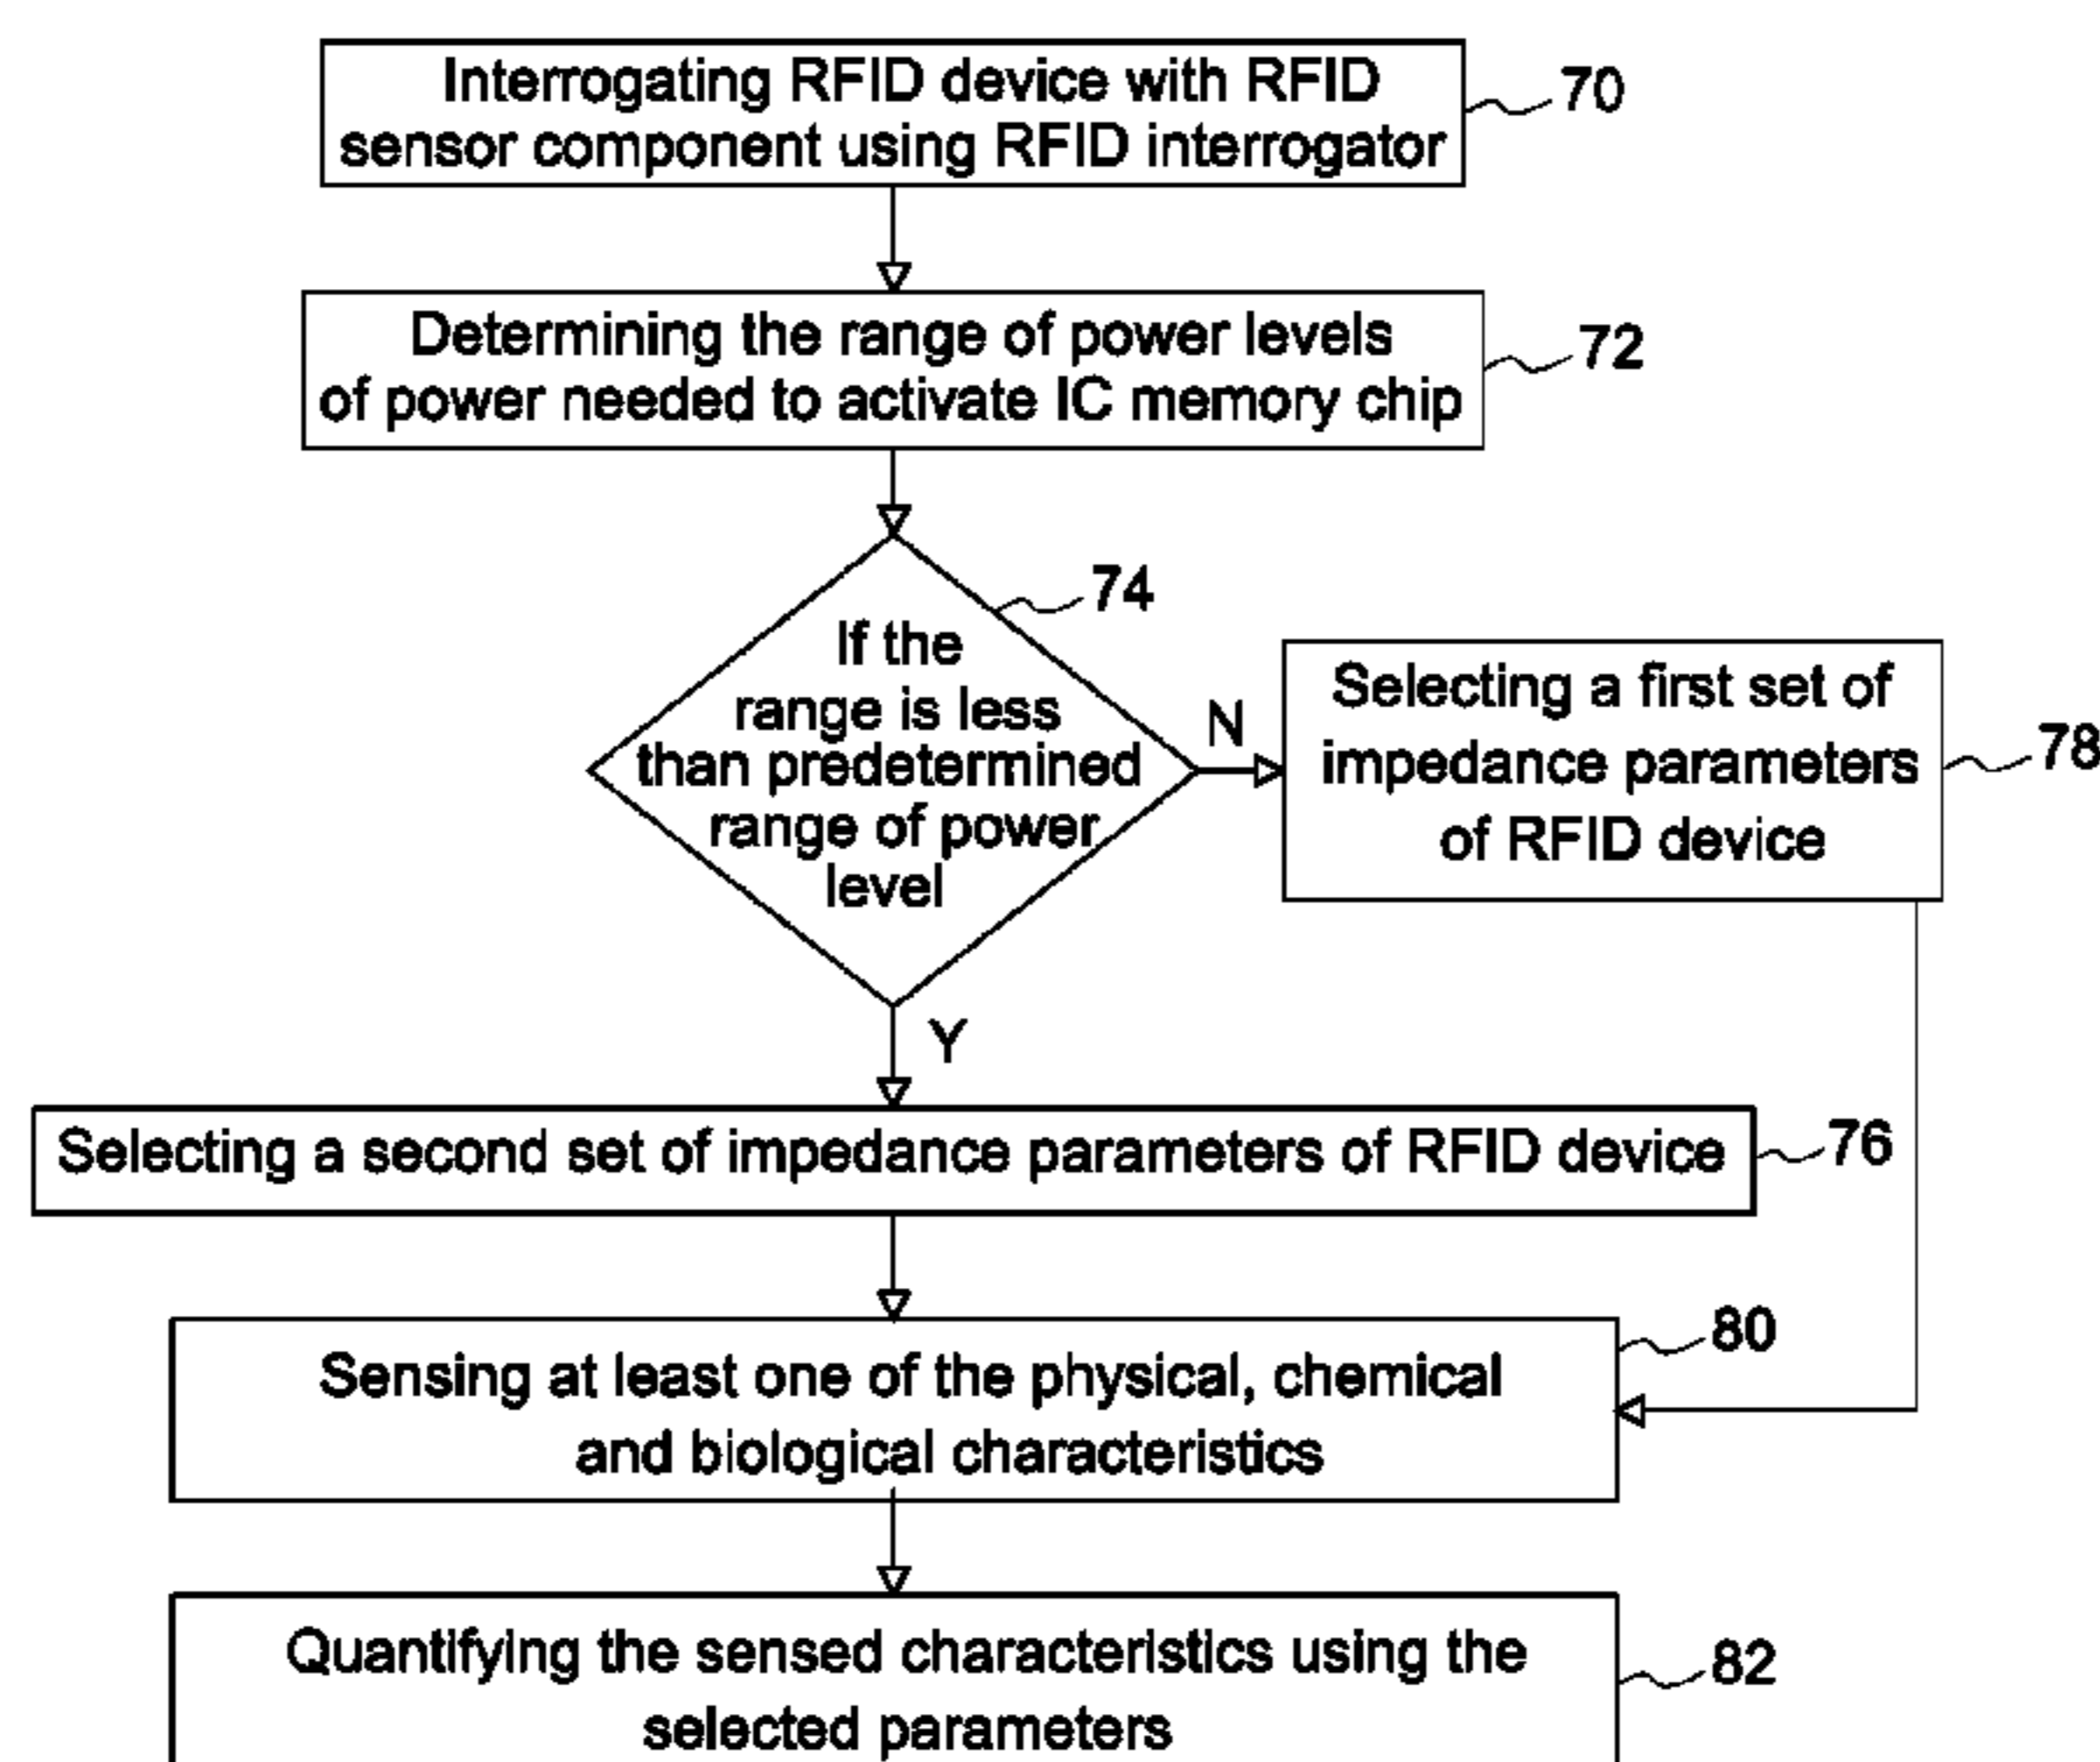 Interrogating RFID device with RFID
sensor component using RFID interrogator
70
Determining the range of power levels
of power needed to activate IC memory chip
72
74
If the
range is less
than predetermined
range of power
level
N
Selecting a first set of
impedance parameters
of RFID device
78
Y
Selecting a second set of impedance parameters of RFID device
76
80
Sensing at least one of the physical, chemical
and biological characteristics
Quantifying the sensed characteristics using the
selected parameters
82